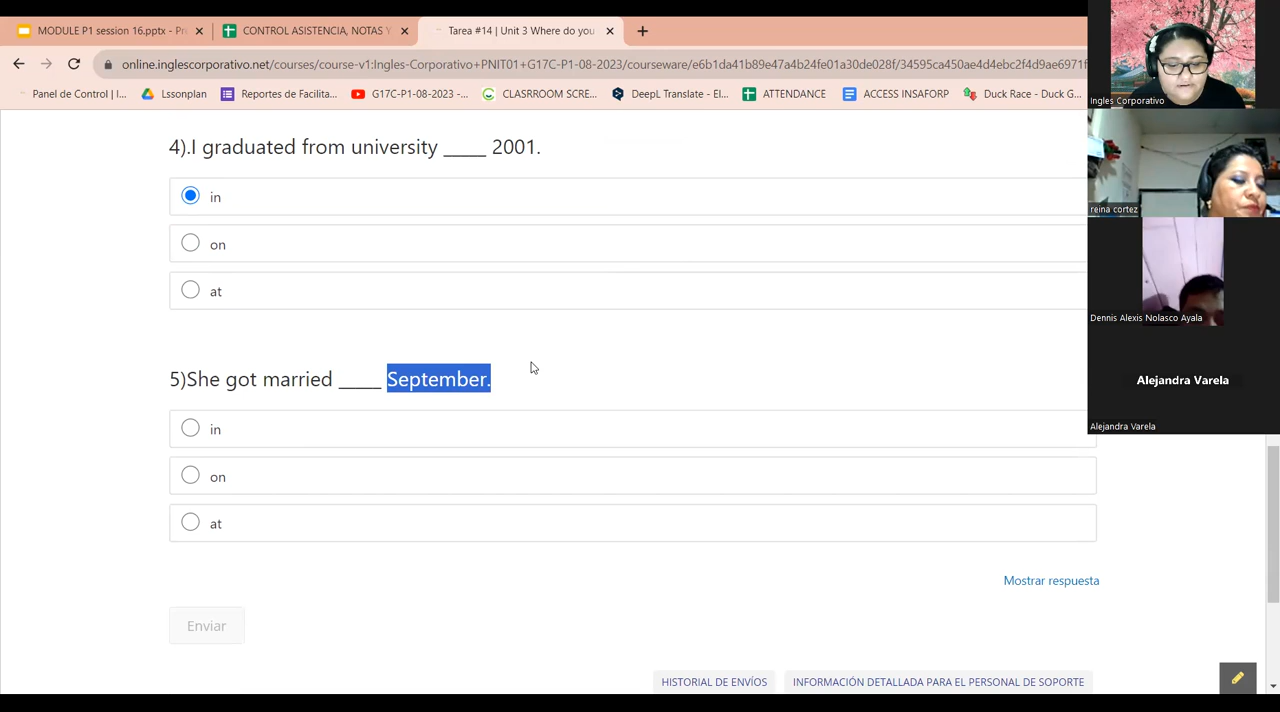 MODULE P1 session 16.pptx - Pr
CONTROL ASISTENCIA, NOTAS Y
Tarea #14 | Unit 3 Where do you
online.inglescorporativo.net/courses/course-v1:Ingles-Corporativo+PNIT01+G17C-P1-08-2023/courseware/e6b1da41b89e47a4b24fe01a30de028f/34595ca450ae4d4ebc2f4d9ae6971f
Panel de Control | I...
Lssonplan
Reportes de Facilita...
G17C-P1-08-2023 -...
CLASRROM SCRE...
DeepL Translate - El...
ATTENDANCE
ACCESS INSAFORP
Duck Race - Duck G...
Ingles Corporativo
reina cortez
Dennis Alexis Nolasco Ayala
Alejandra Varela
Alejandra Varela
4).I graduated from university _____ 2001.
in
on
at
5)She got married _____ September.
in
on
at
Mostrar respuesta
Enviar
HISTORIAL DE ENVÍOS
INFORMACIÓN DETALLADA PARA EL PERSONAL DE SOPORTE